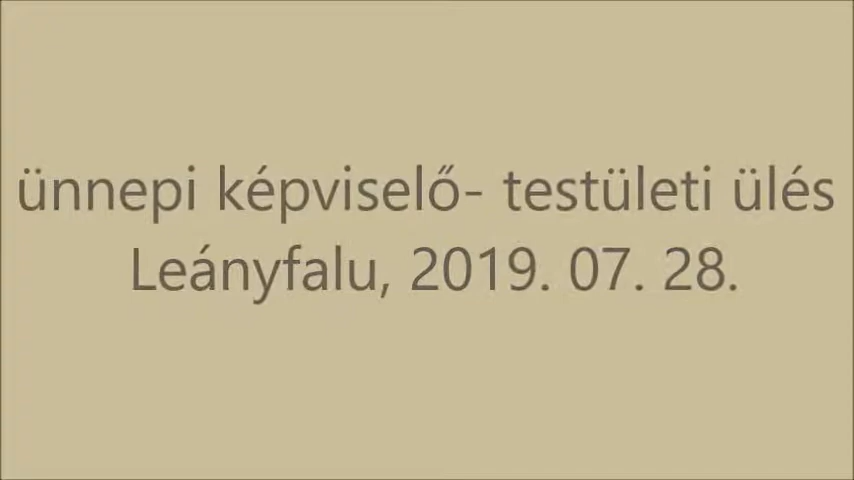 ünnepi képviselő- testületi ülés
Leányfalu, 2019. 07. 28.